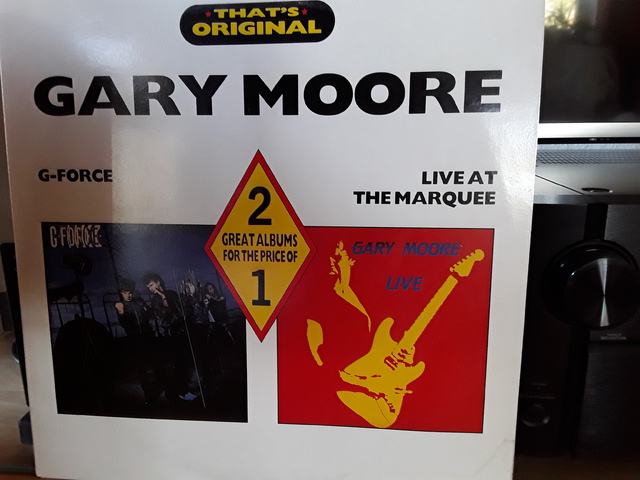 THAT'S
ORIGINAL
GARY MOORE
G-FORCE
LIVE AT
THE MARQUEE
2
GREAT ALBUMS
FOR THE PRICE OF
1
G-FORCE
GARY MOORE
LIVE